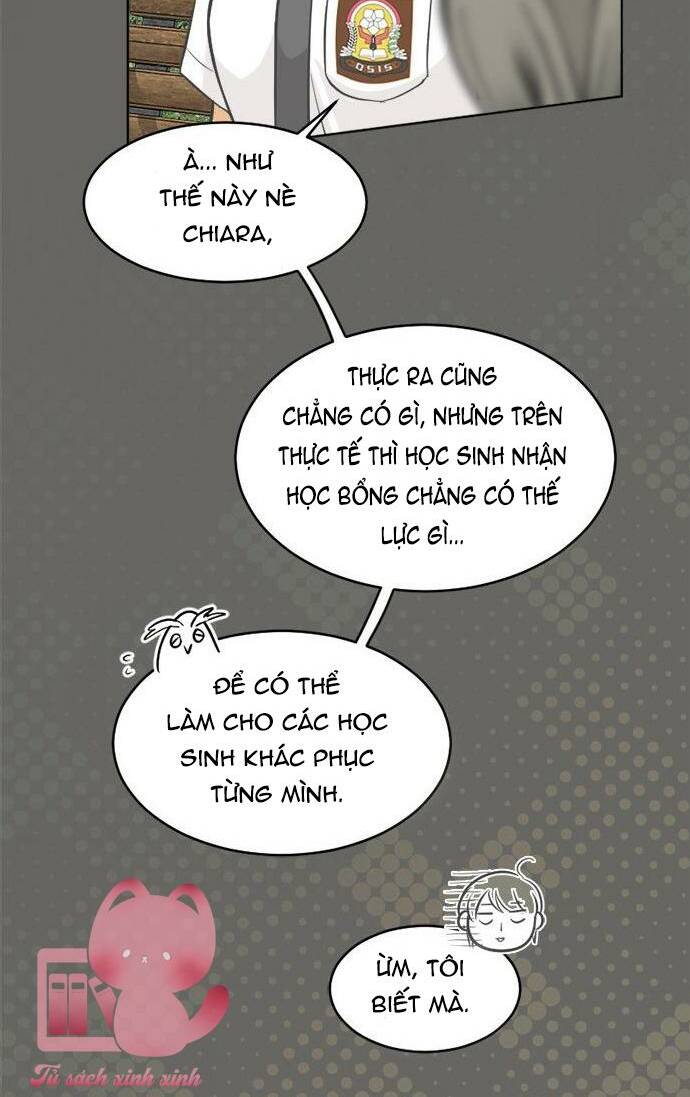 OSIS
À... NHƯ
THẾ NÀY NÈ
CHIARA,
THỰC RA CŨNG
CHẲNG CÓ GÌ, NHƯNG TRÊN
THỰC TẾ THÌ HỌC SINH NHẬN
HỌC BỔNG CHẲNG CÓ THẾ
LỰC GÌ...
ĐỂ CÓ THỂ
LÀM CHO CÁC HỌC
SINH KHÁC PHỤC
TỪNG MÌNH.
ỪM, TÔI
BIẾT MÀ.
Tủ sách xinh xinh